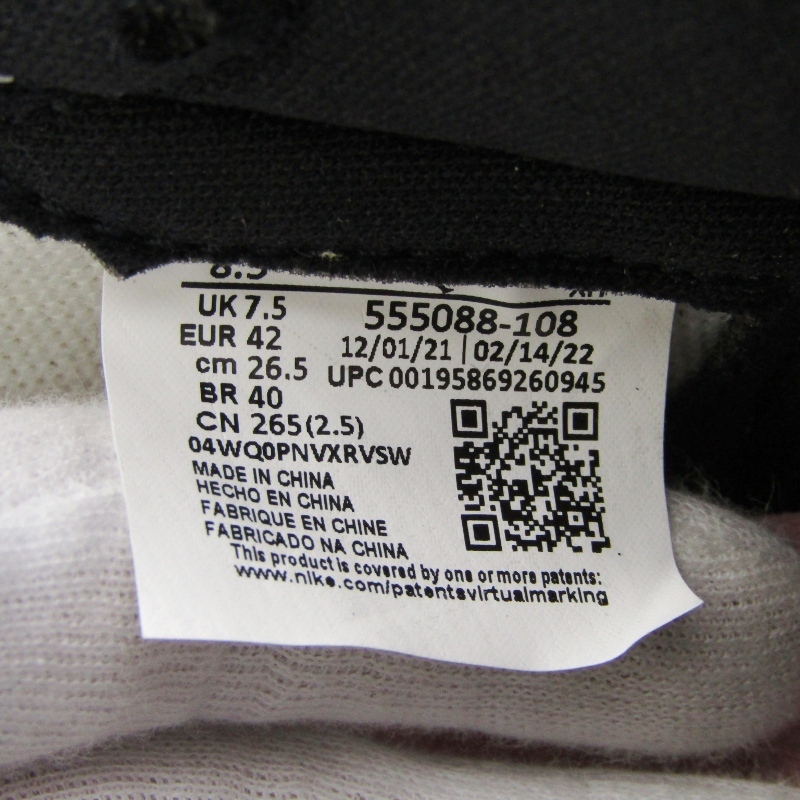 8.5
UK 7.5
EUR 42
cm 26.5
BR 40
CN 265(2.5)
555088-108
12/01/21 | 02/14/22
UPC 00195869260945
04WQ0PNVXRVSW
MADE IN CHINA
HECHO EN CHINA
FABRIQUE EN CHINE
FABRICADO NA CHINA
This product is covered by one or more patents:
www.nike.com/patentsvirtualmarking